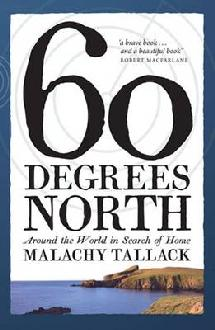 'a brave book ...
and a beautiful book'
ROBERT MACFARLANE
60
DEGREES
NORTH
Around the World in Search of Home
MALACHY TALLACK